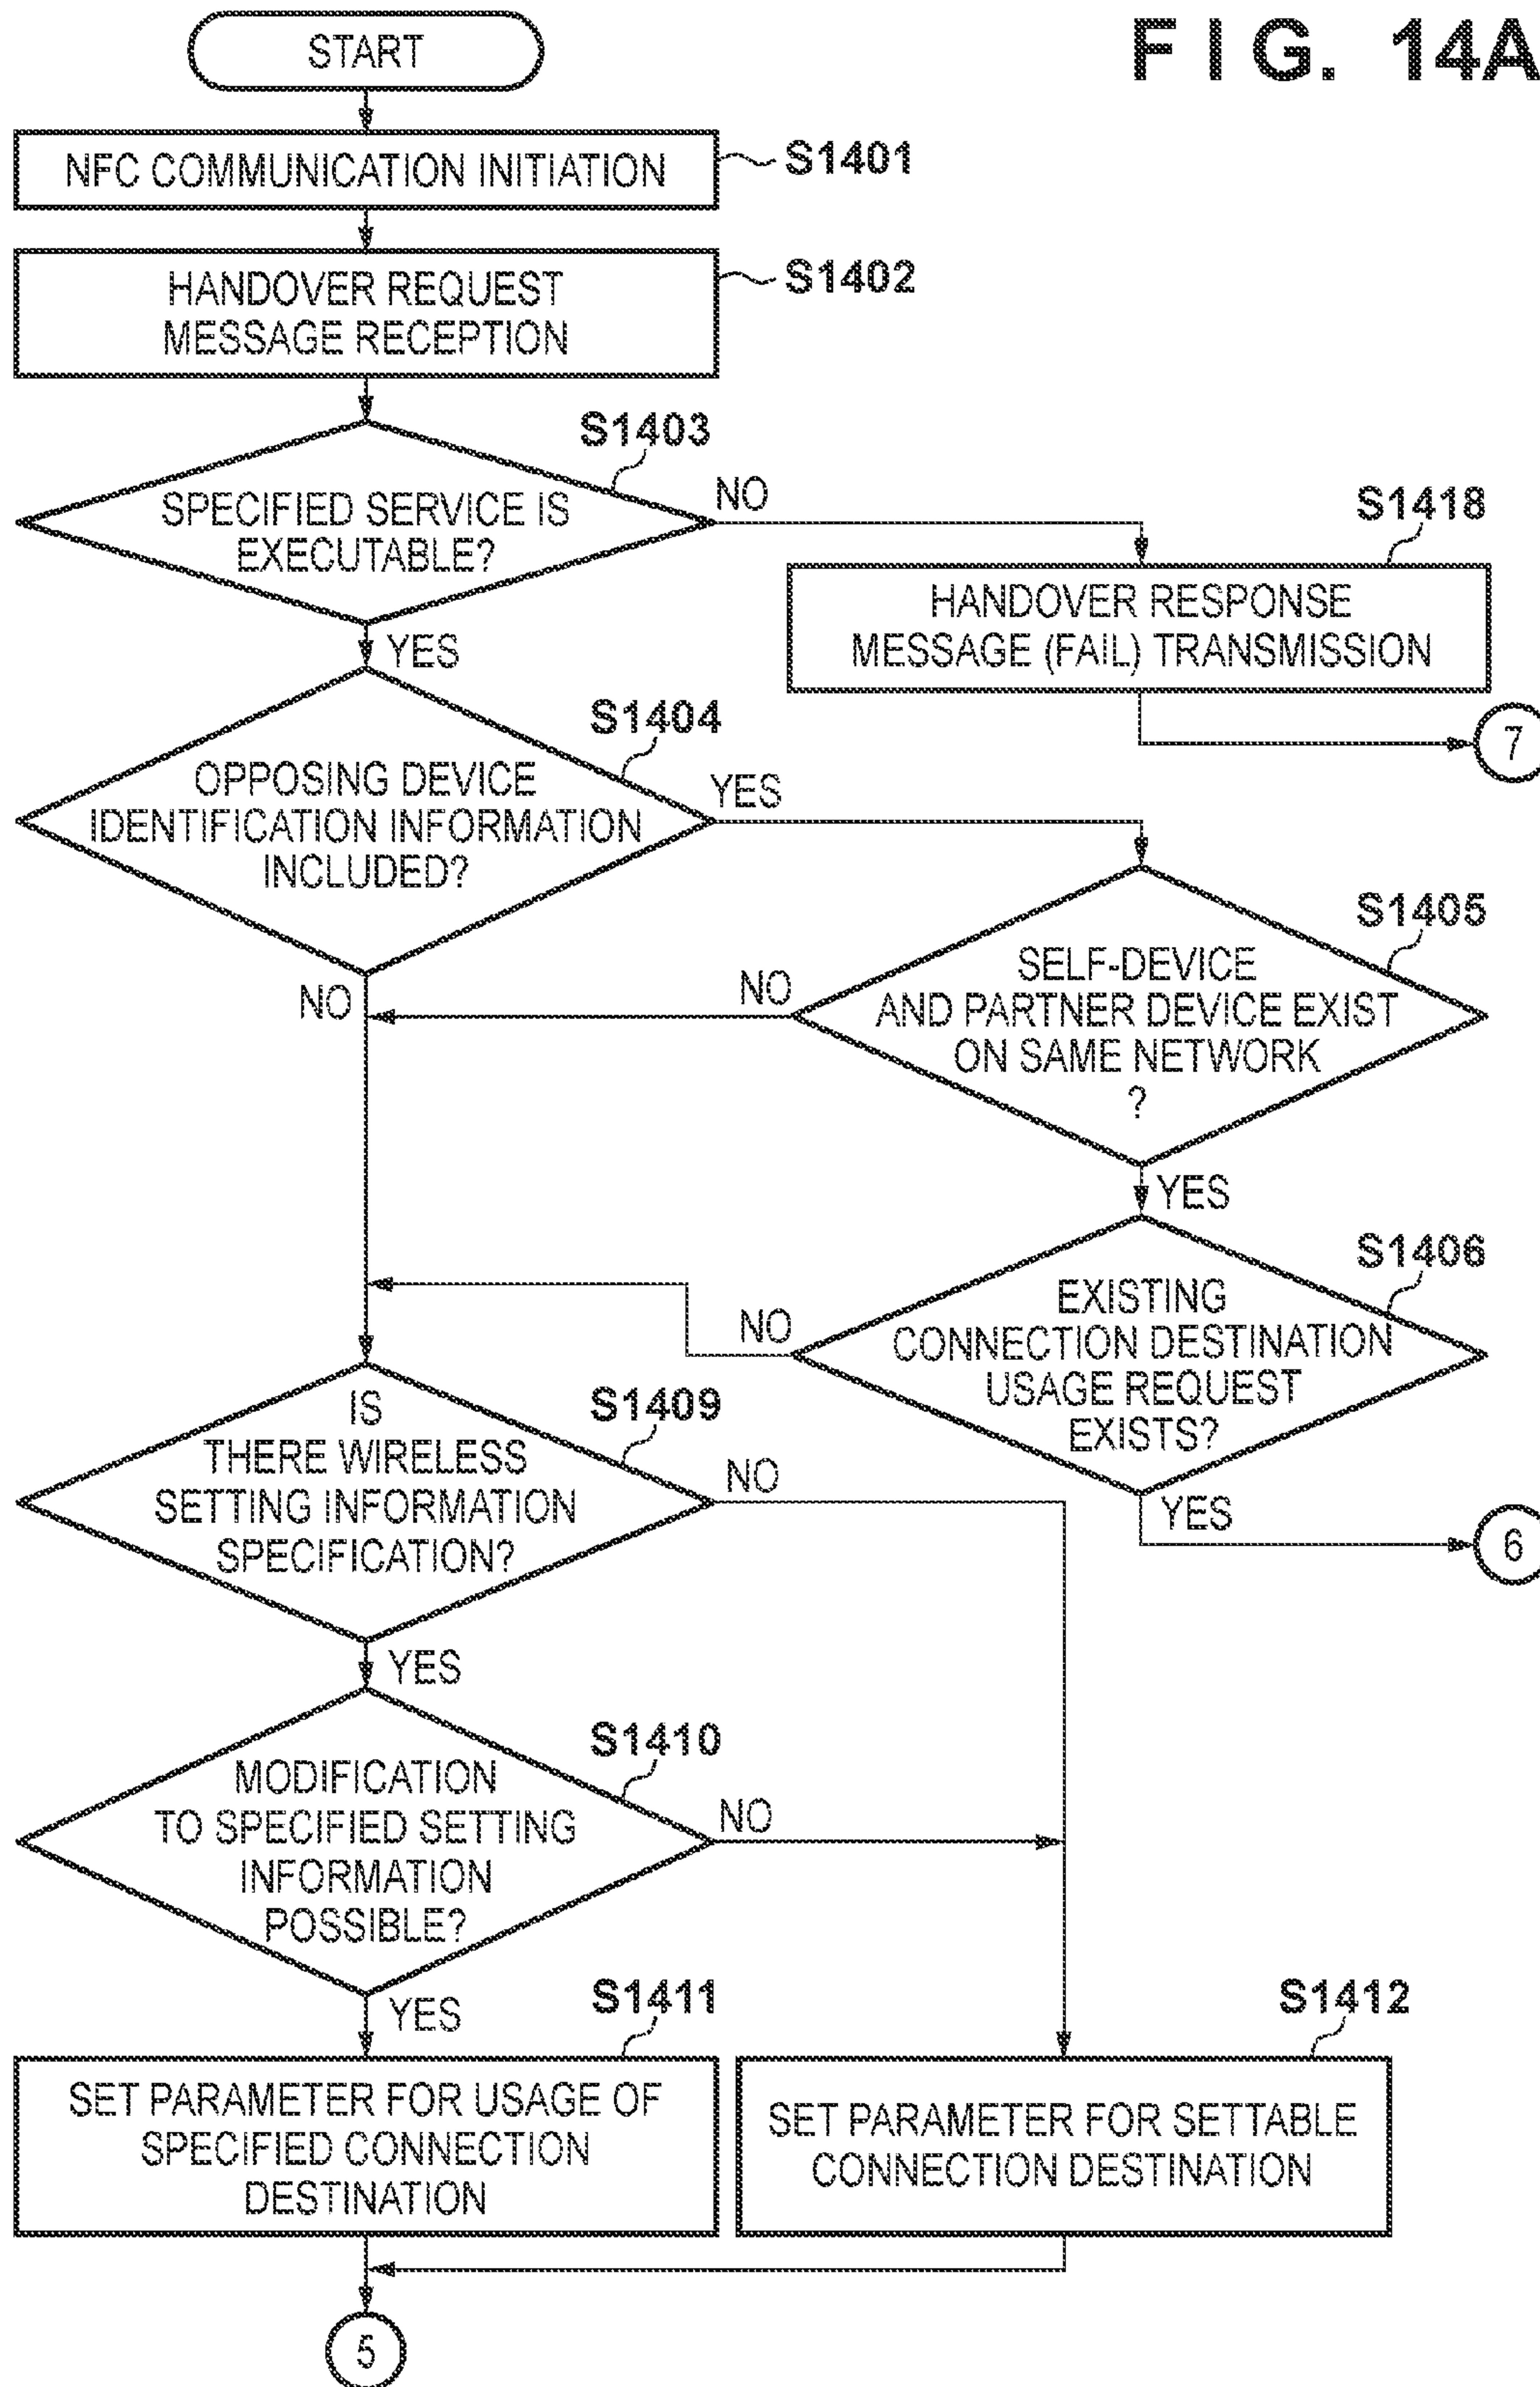 FIG. 14A
START
NFC COMMUNICATION INITIATION
S1401
HANDOVER REQUEST
MESSAGE RECEPTION
S1402
S1403
SPECIFIED SERVICE IS
EXECUTABLE?
NO
YES
S1418
HANDOVER RESPONSE
MESSAGE (FAIL) TRANSMISSION
7
S1404
OPPOSING DEVICE
IDENTIFICATION INFORMATION
INCLUDED?
YES
NO
S1405
SELF-DEVICE
AND PARTNER DEVICE EXIST
ON SAME NETWORK
?
NO
YES
S1406
EXISTING
CONNECTION DESTINATION
USAGE REQUEST
EXISTS?
NO
YES
6
S1409
IS
THERE WIRELESS
SETTING INFORMATION
SPECIFICATION?
NO
YES
S1410
MODIFICATION
TO SPECIFIED SETTING
INFORMATION
POSSIBLE?
NO
YES
S1411
SET PARAMETER FOR USAGE OF
SPECIFIED CONNECTION
DESTINATION
S1412
SET PARAMETER FOR SETTABLE
CONNECTION DESTINATION
5